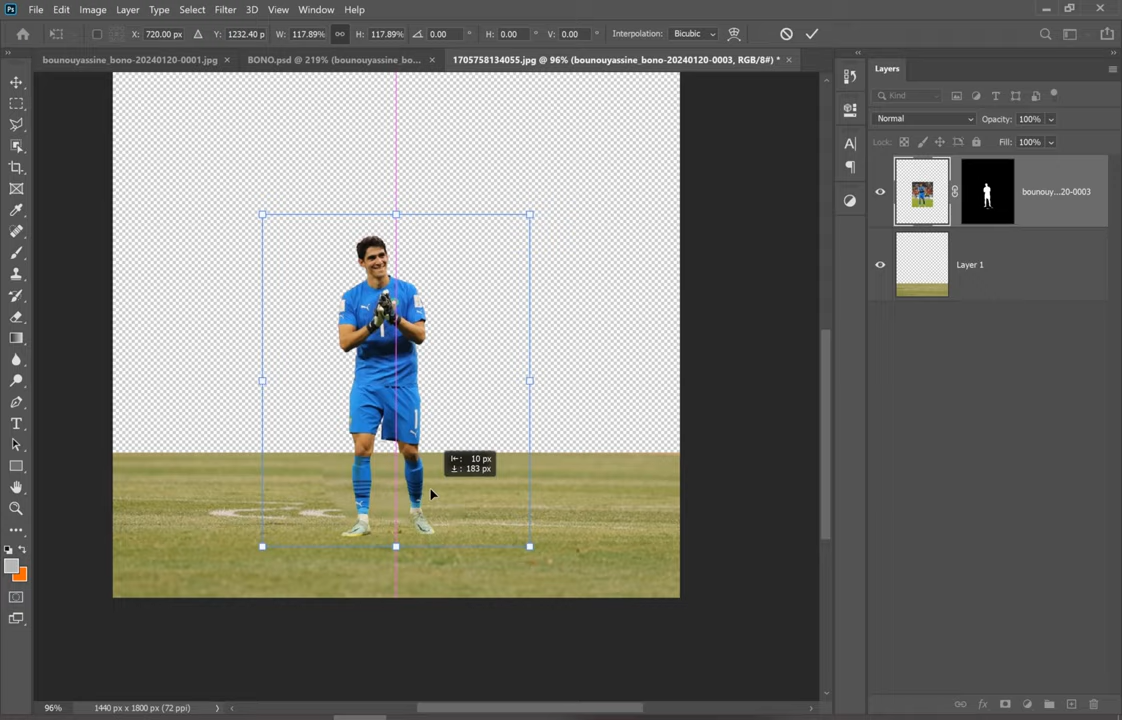 Ps File Edit Image Layer Type Select Filter 3D View Window Help
X: 720.00 px Y: 1232.40 p W: 117.89% H: 117.89% 0.00 ° H: 0.00 ° V: 0.00 ° Interpolation: Bicubic
bounouyassine_bono-20240120-0001.jpg × BONO.psd @ 219% (bounouyassine_bo... × 1705758134055.jpg @ 96% (bounouyassine_bono-20240120-0003, RGB/8#) * ×
Layers
Kind
Normal Opacity: 100%
Lock: Fill: 100%
bounouy...20-0003
Layer 1
10 px
183 px
96% 1440 px x 1800 px (72 ppi)